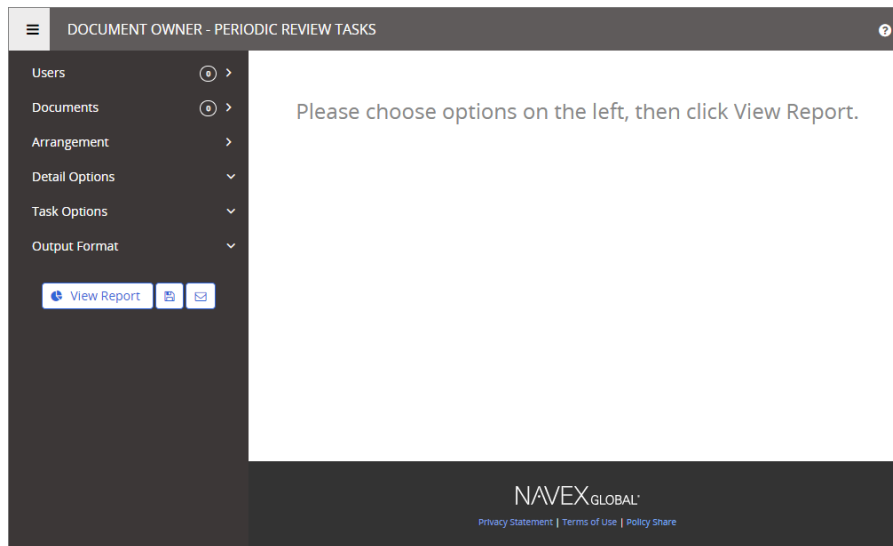 DOCUMENT OWNER - PERIODIC REVIEW TASKS
Users 0
Documents 0
Arrangement
Detail Options
Task Options
Output Format
View Report
Please choose options on the left, then click View Report.
NAVEX GLOBAL
Privacy Statement | Terms of Use | Policy Share